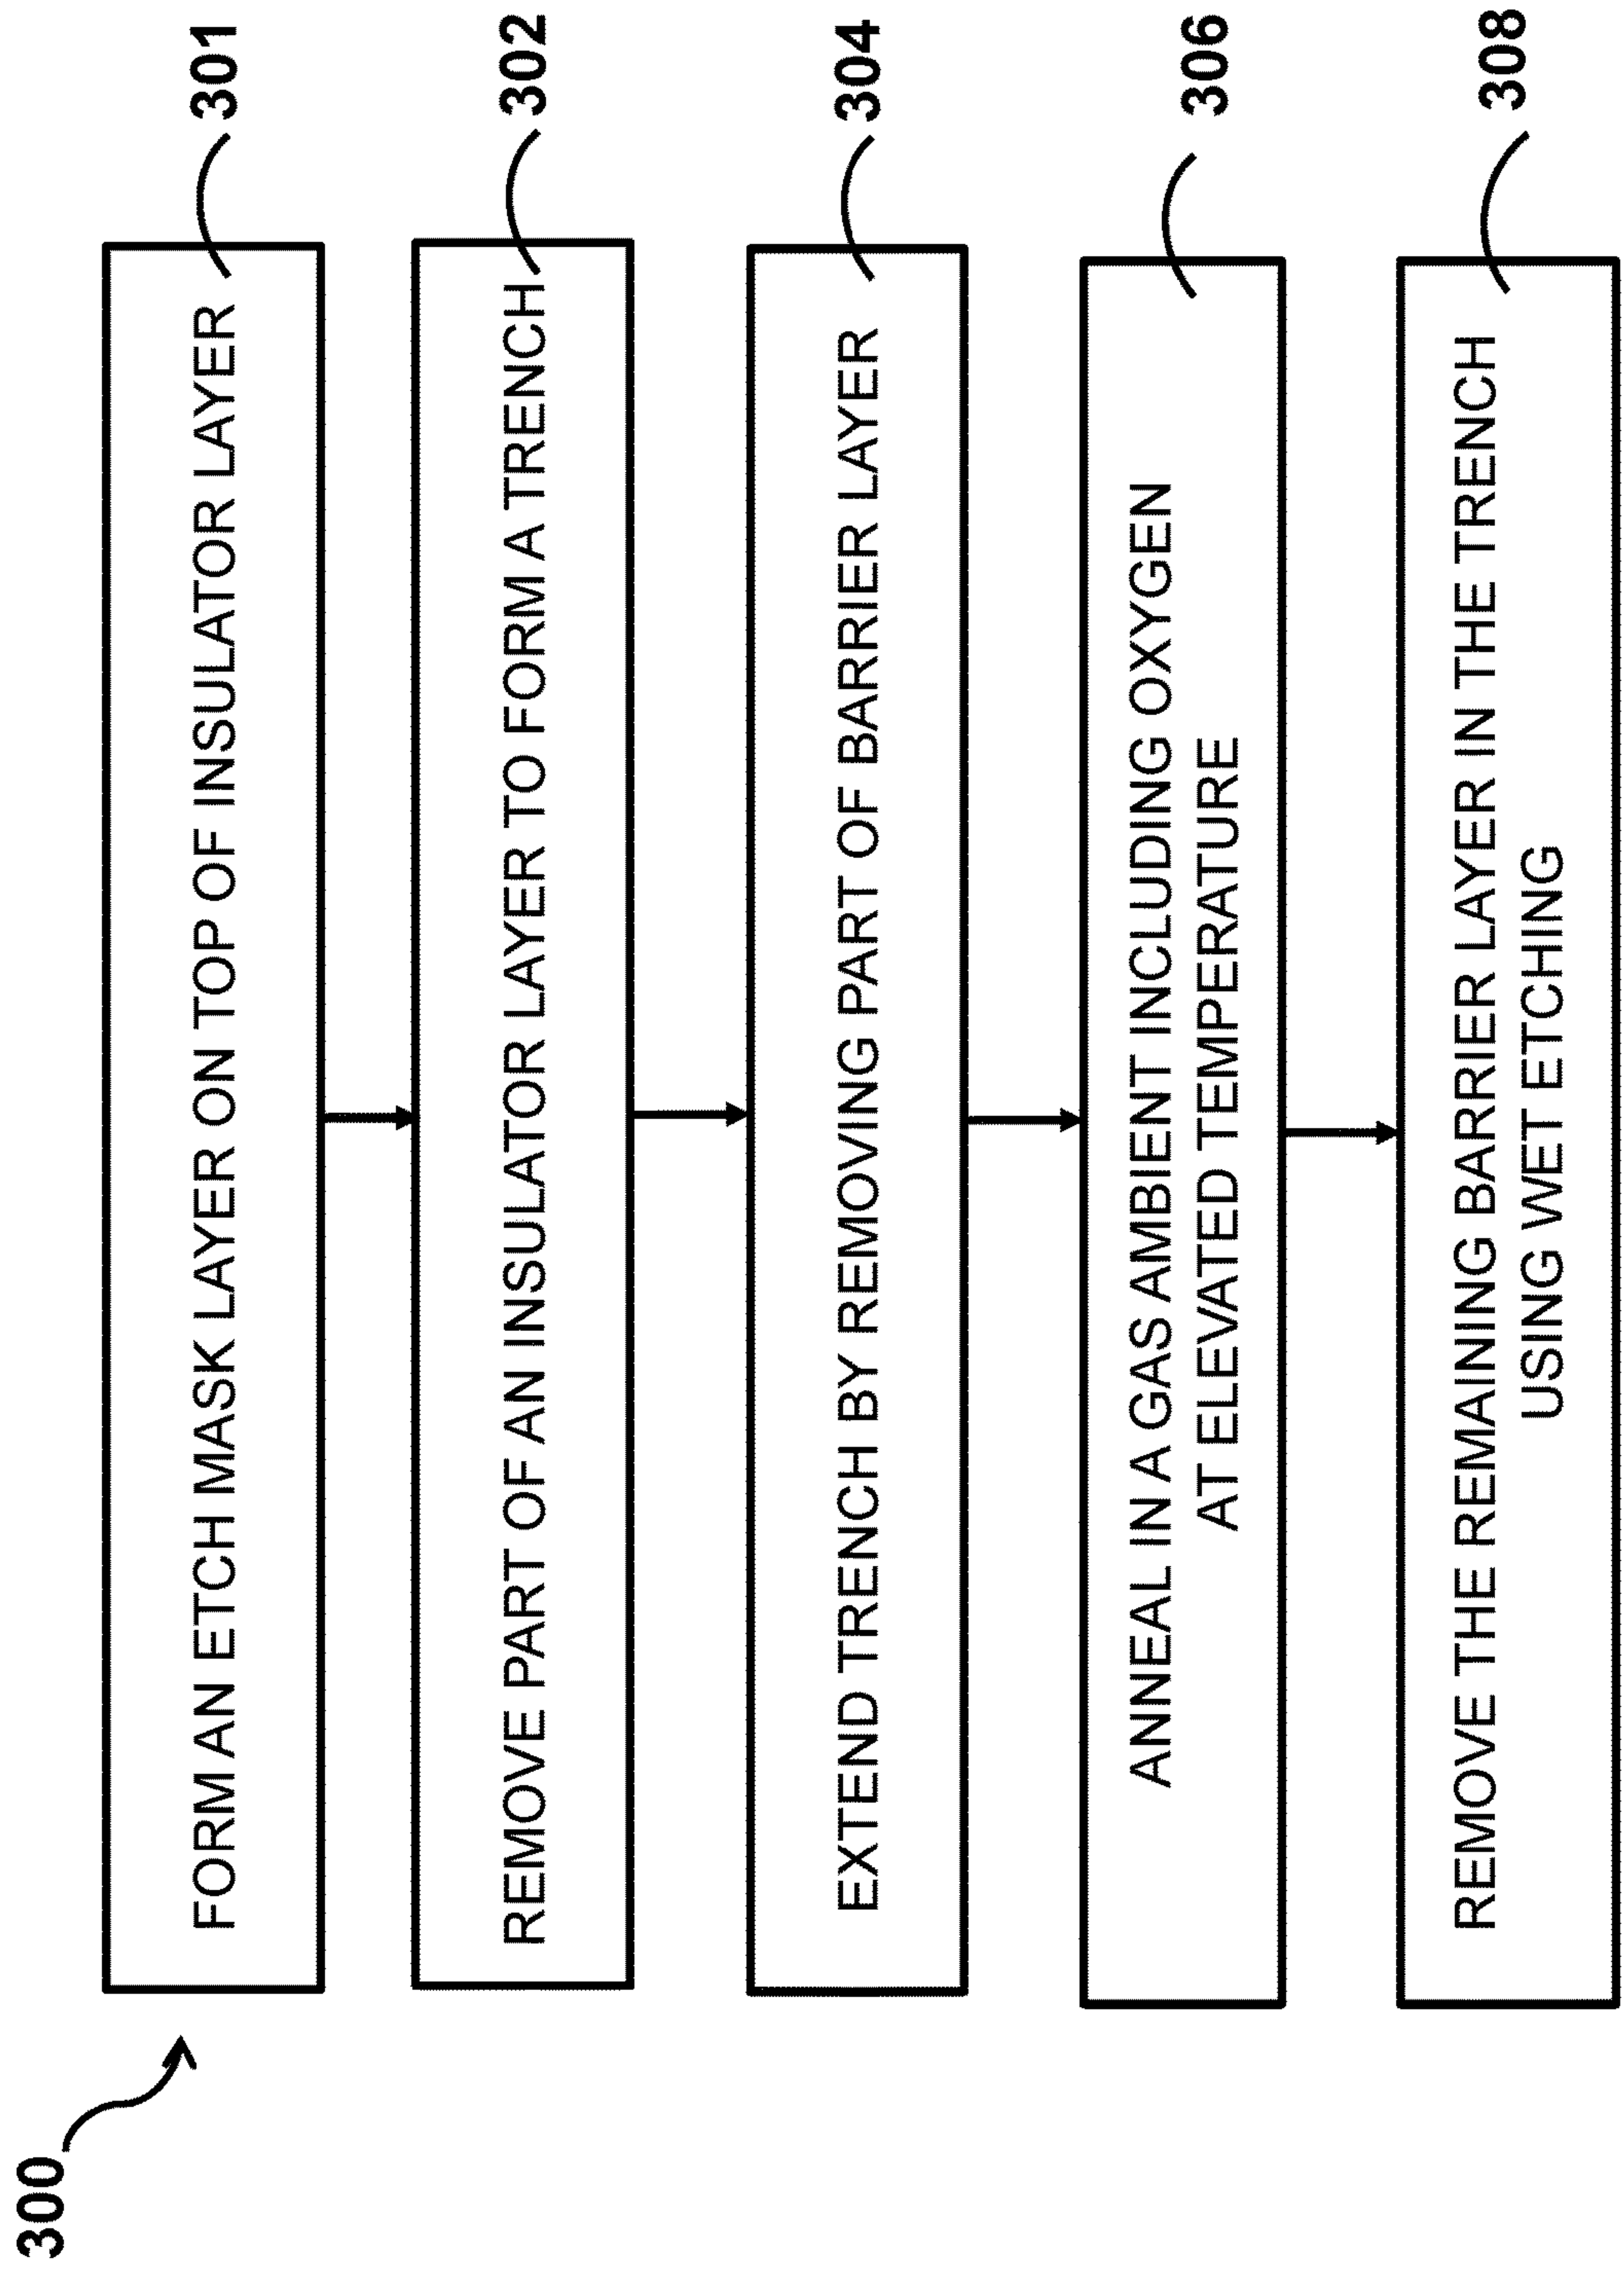 300
FORM AN ETCH MASK LAYER ON TOP OF INSULATOR LAYER
301
REMOVE PART OF AN INSULATOR LAYER TO FORM A TRENCH
302
EXTEND TRENCH BY REMOVING PART OF BARRIER LAYER
304
ANNEAL IN A GAS AMBIENT INCLUDING OXYGEN
AT ELEVATED TEMPERATURE
306
REMOVE THE REMAINING BARRIER LAYER IN THE TRENCH
USING WET ETCHING
308